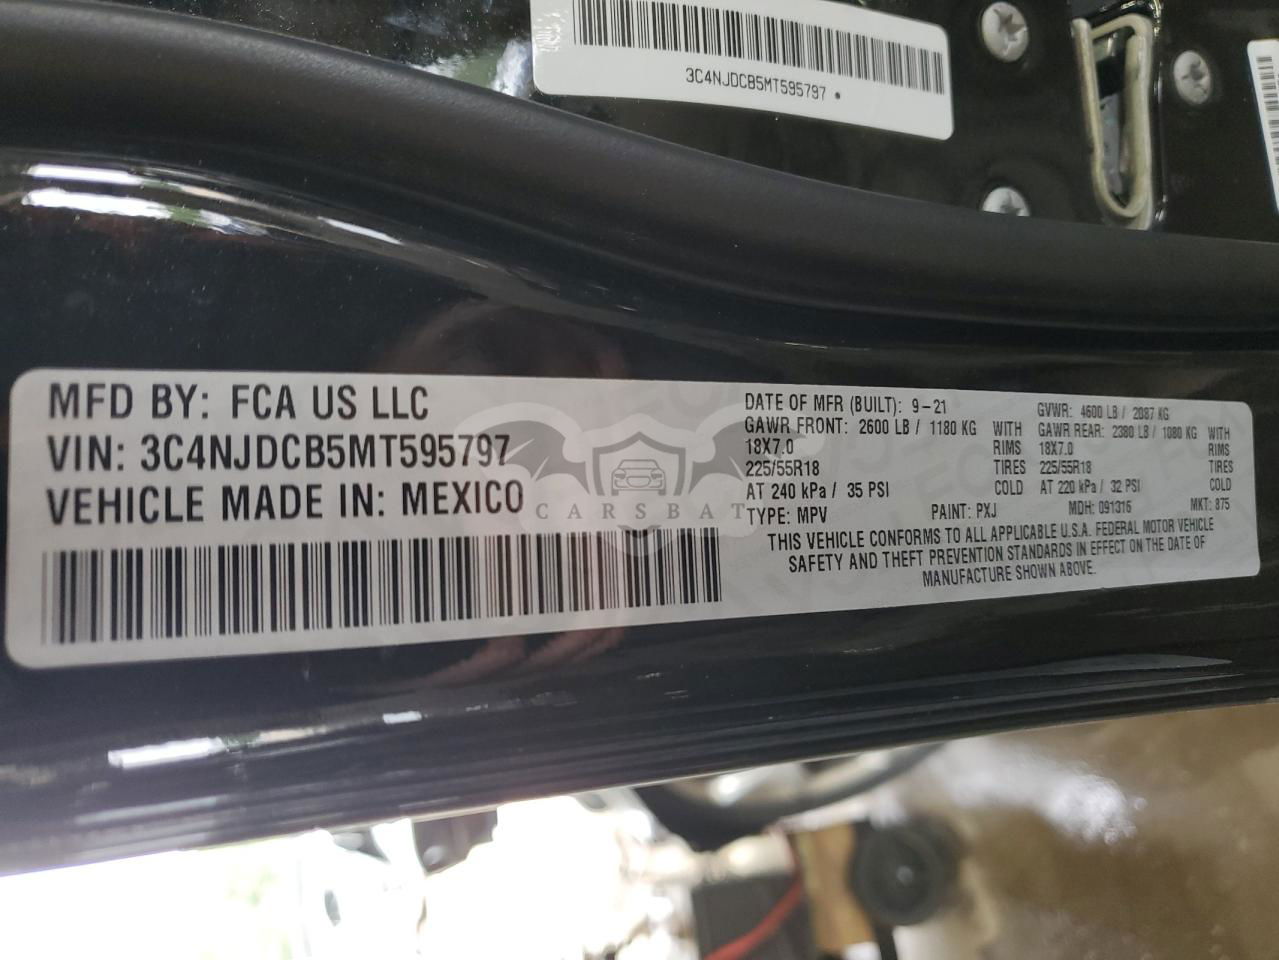 3C4NJDCB5MT595797
MFD BY: FCA US LLC
VIN: 3C4NJDCB5MT595797
VEHICLE MADE IN: MEXICO
DATE OF MFR (BUILT): 9-21 GVWR: 4600 LB / 2087 KG
GAWR FRONT: 2600 LB / 1180 KG WITH GAWR REAR: 2380 LB / 1080 KG WITH
18X7.0 RIMS 18X7.0 RIMS
225/55R18 TIRES 225/55R18 TIRES
AT 240 kPa / 35 PSI COLD AT 220 kPa / 32 PSI COLD
TYPE: MPV PAINT: PXJ MDH: 091316 MKT: 875
THIS VEHICLE CONFORMS TO ALL APPLICABLE U.S.A. FEDERAL MOTOR VEHICLE
SAFETY AND THEFT PREVENTION STANDARDS IN EFFECT ON THE DATE OF
MANUFACTURE SHOWN ABOVE.
CARSBAT